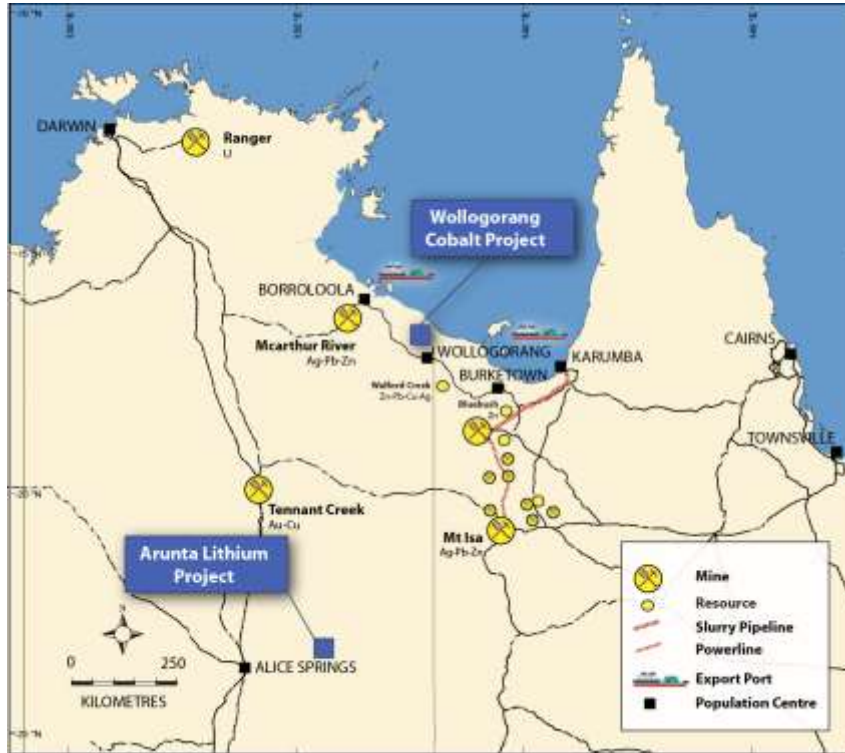 DARWIN
Ranger
U
Wollogorang
Cobalt Project
BORROLOOLA
Mcarthur River
Ag-Pb-Zn
WOLLOGORANG
KARUMBA
CAIRNS
BURKETOWN
Walford Creek
Zn-Pb-Cu-Ag
Zn
TOWNSVILLE
Tennant Creek
Au-Cu
Mt Isa
Ag-Pb-Zn
Arunta Lithium
Project
N
0 250
KILOMETRES
ALICE SPRINGS
Mine
Resource
Slurry Pipeline
Powerline
Export Port
Population Centre